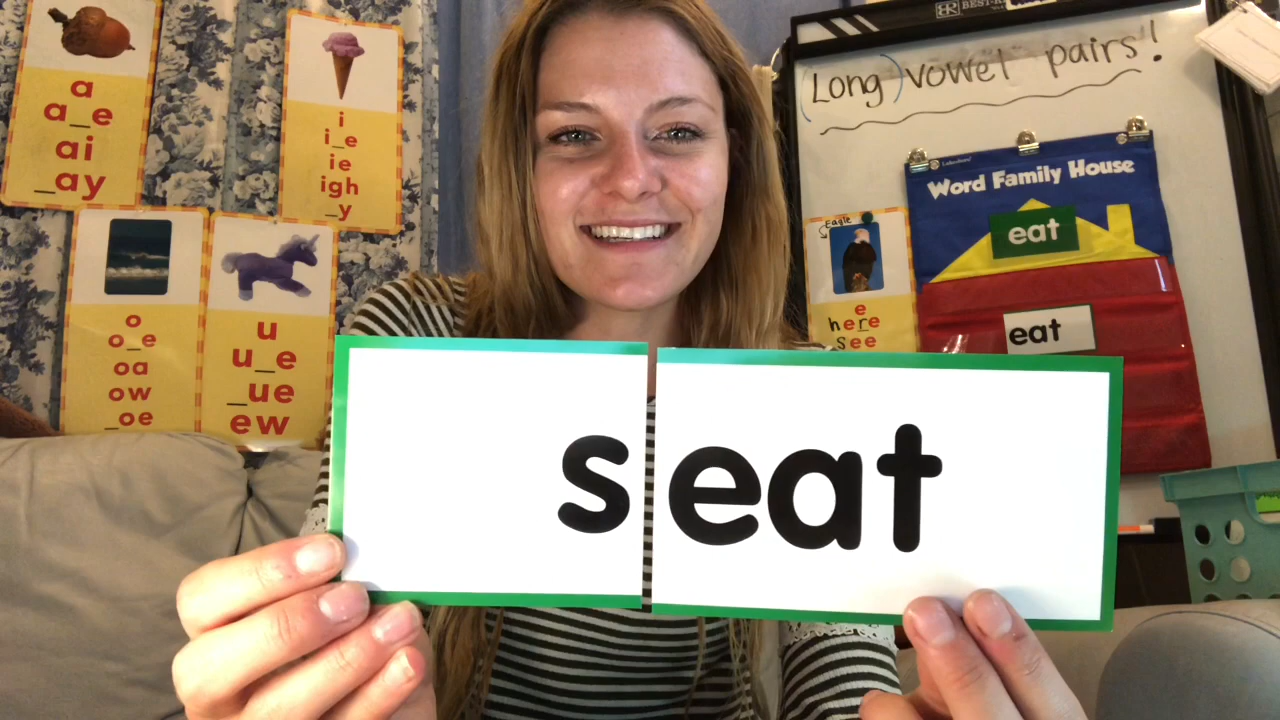 a
a_e
ai
_ay
i
i_e
ie
igh
_y
o
o_e
oa
ow
_oe
u
u_e
_ue
ew
(Long) vowel pairs!
Word Family House
eat
eat
Eagle
e
here
see
s eat